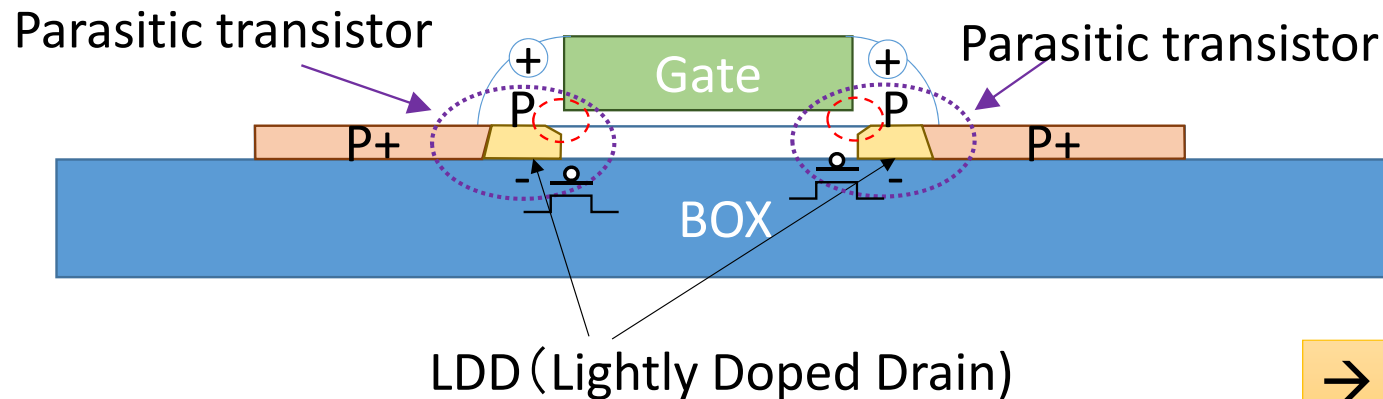 Parasitic transistor
Parasitic transistor
+
Gate
+
P
P
P+
P+
-
-
BOX
LDD（Lightly Doped Drain)
→